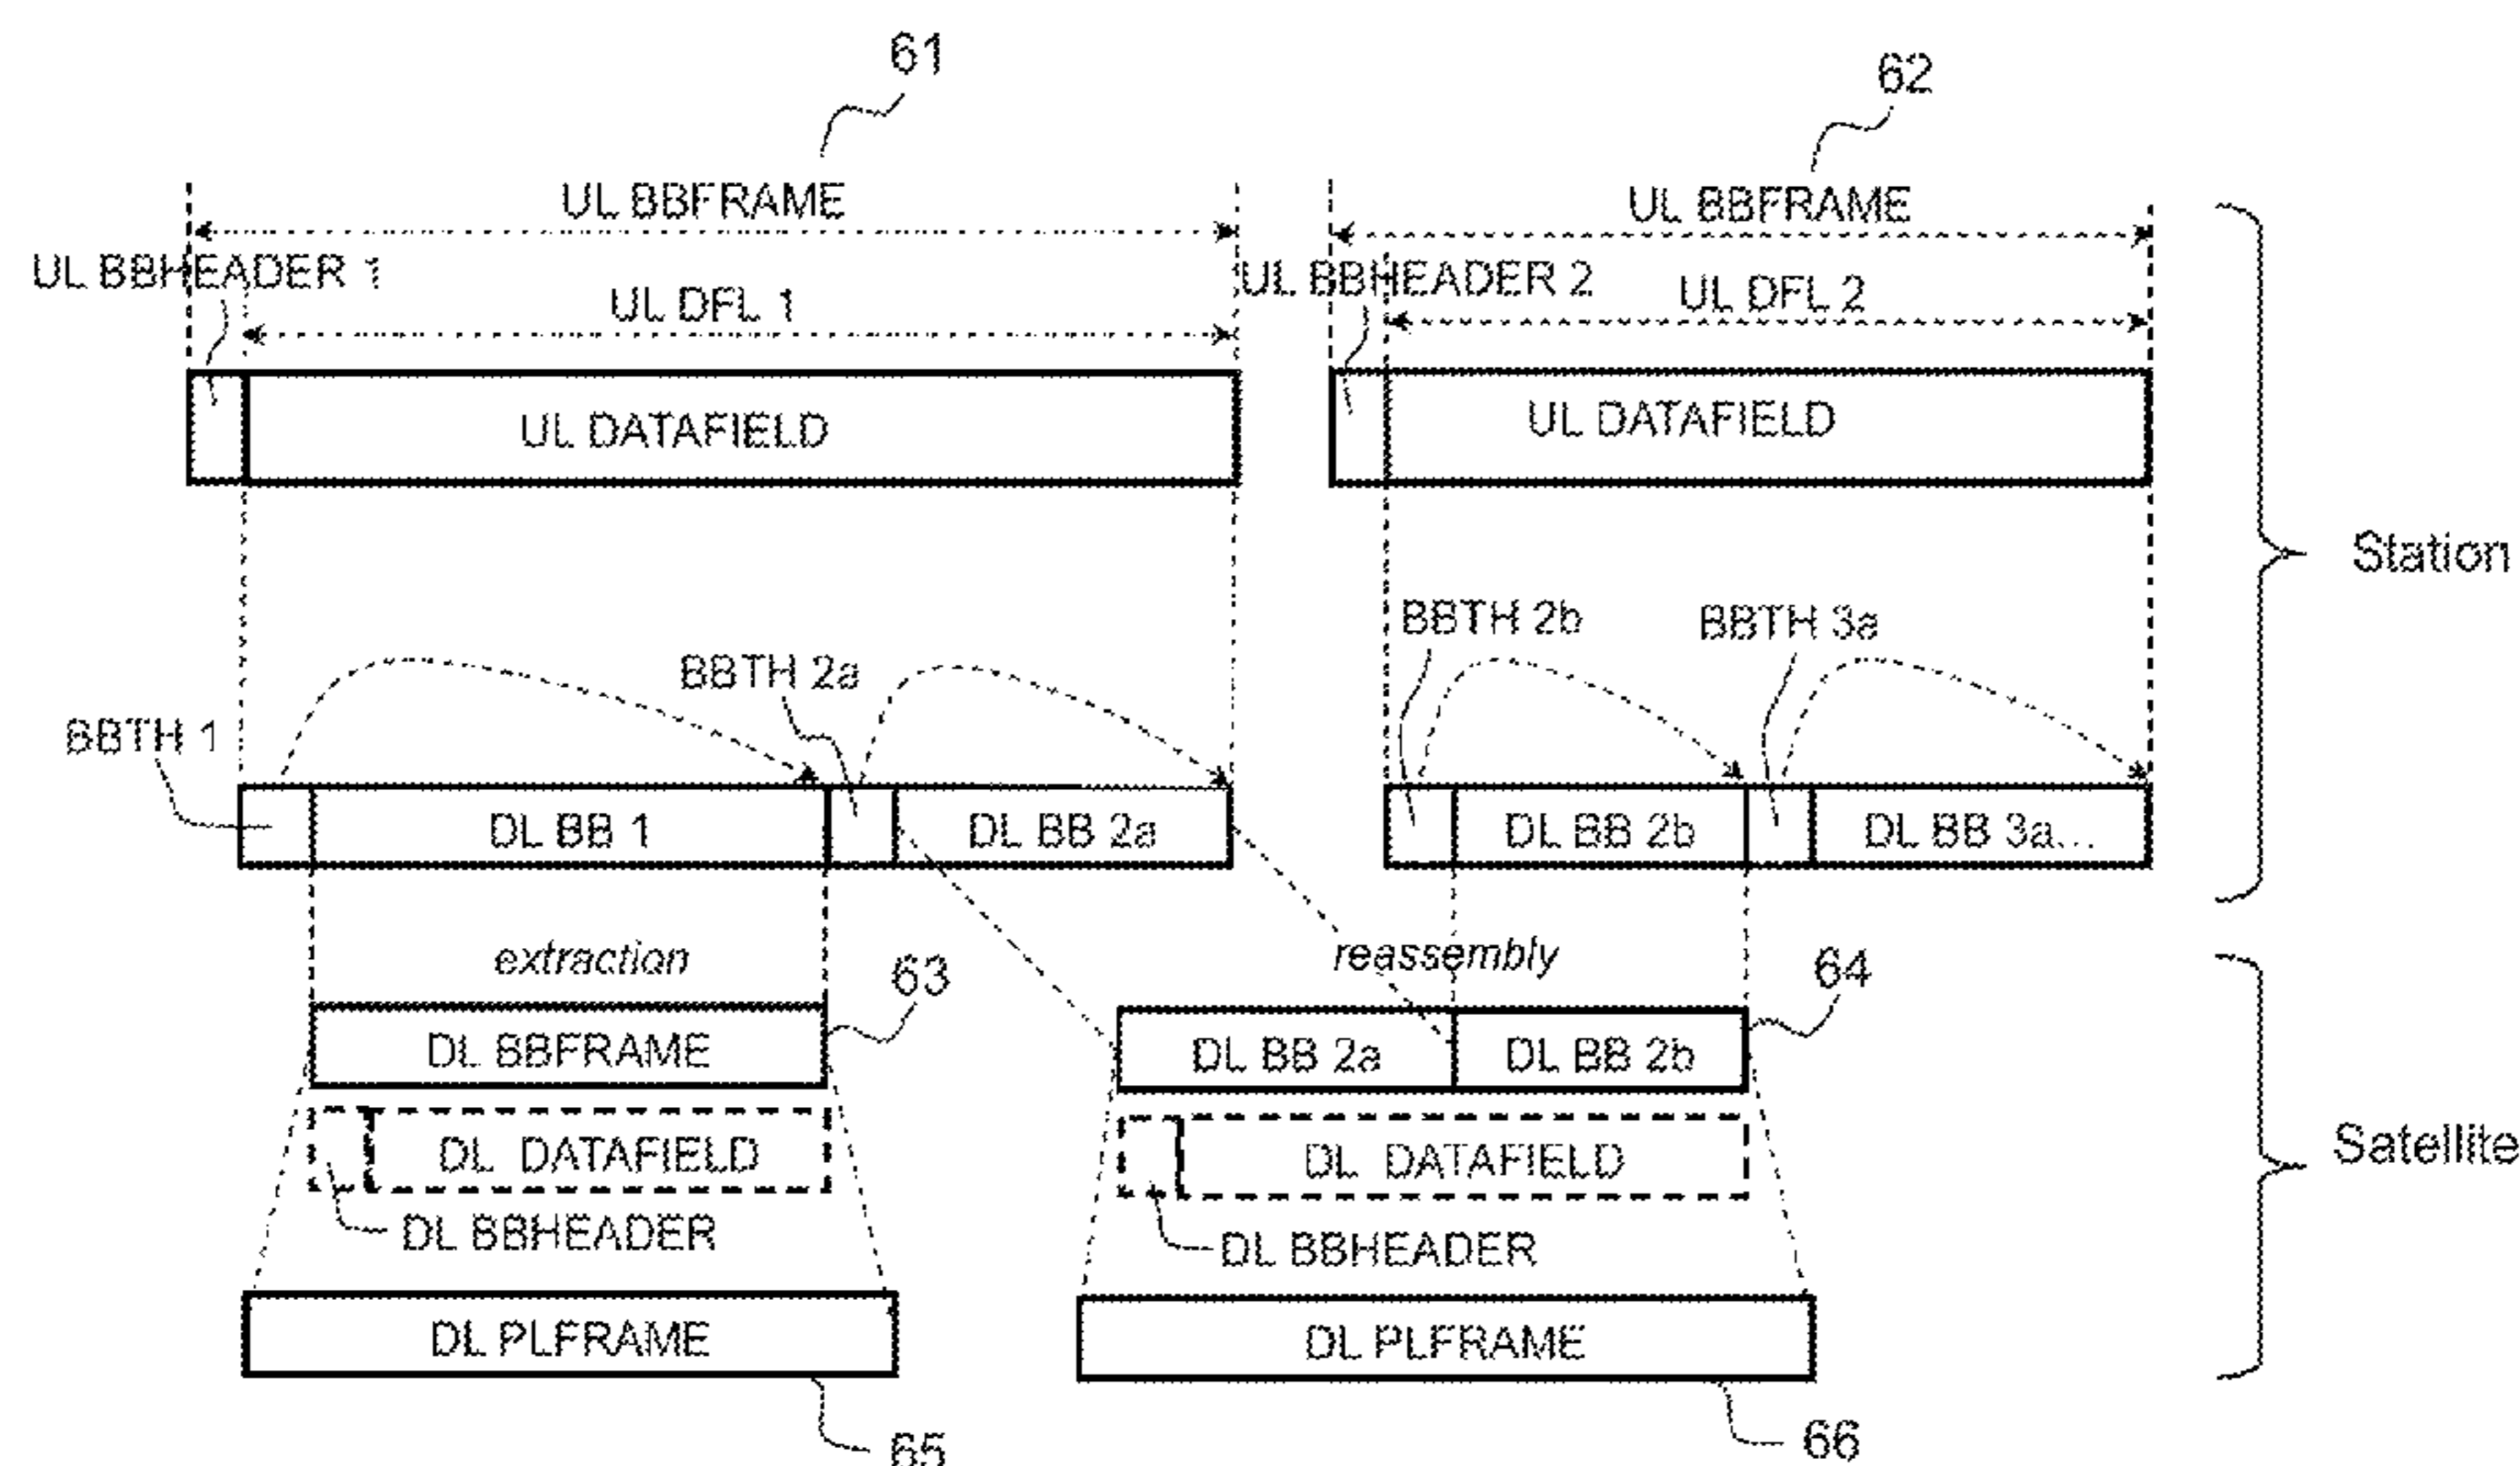 61
62
UL BBFRAME
UL BBFRAME
UL BBHEADER 1
UL BBHEADER 2
UL DFL 1
UL DFL 2
UL DATAFIELD
UL DATAFIELD
Station
BBTH 1
BBTH 2a
BBTH 2b
BBTH 3a
DL BB 1
DL BB 2a
DL BB 2b
DL BB 3a...
extraction
reassembly
63
64
DL BBFRAME
DL BB 2a
DL BB 2b
DL DATAFIELD
DL DATAFIELD
Satellite
DL BBHEADER
DL BBHEADER
DL PLFRAME
DL PLFRAME
65
66